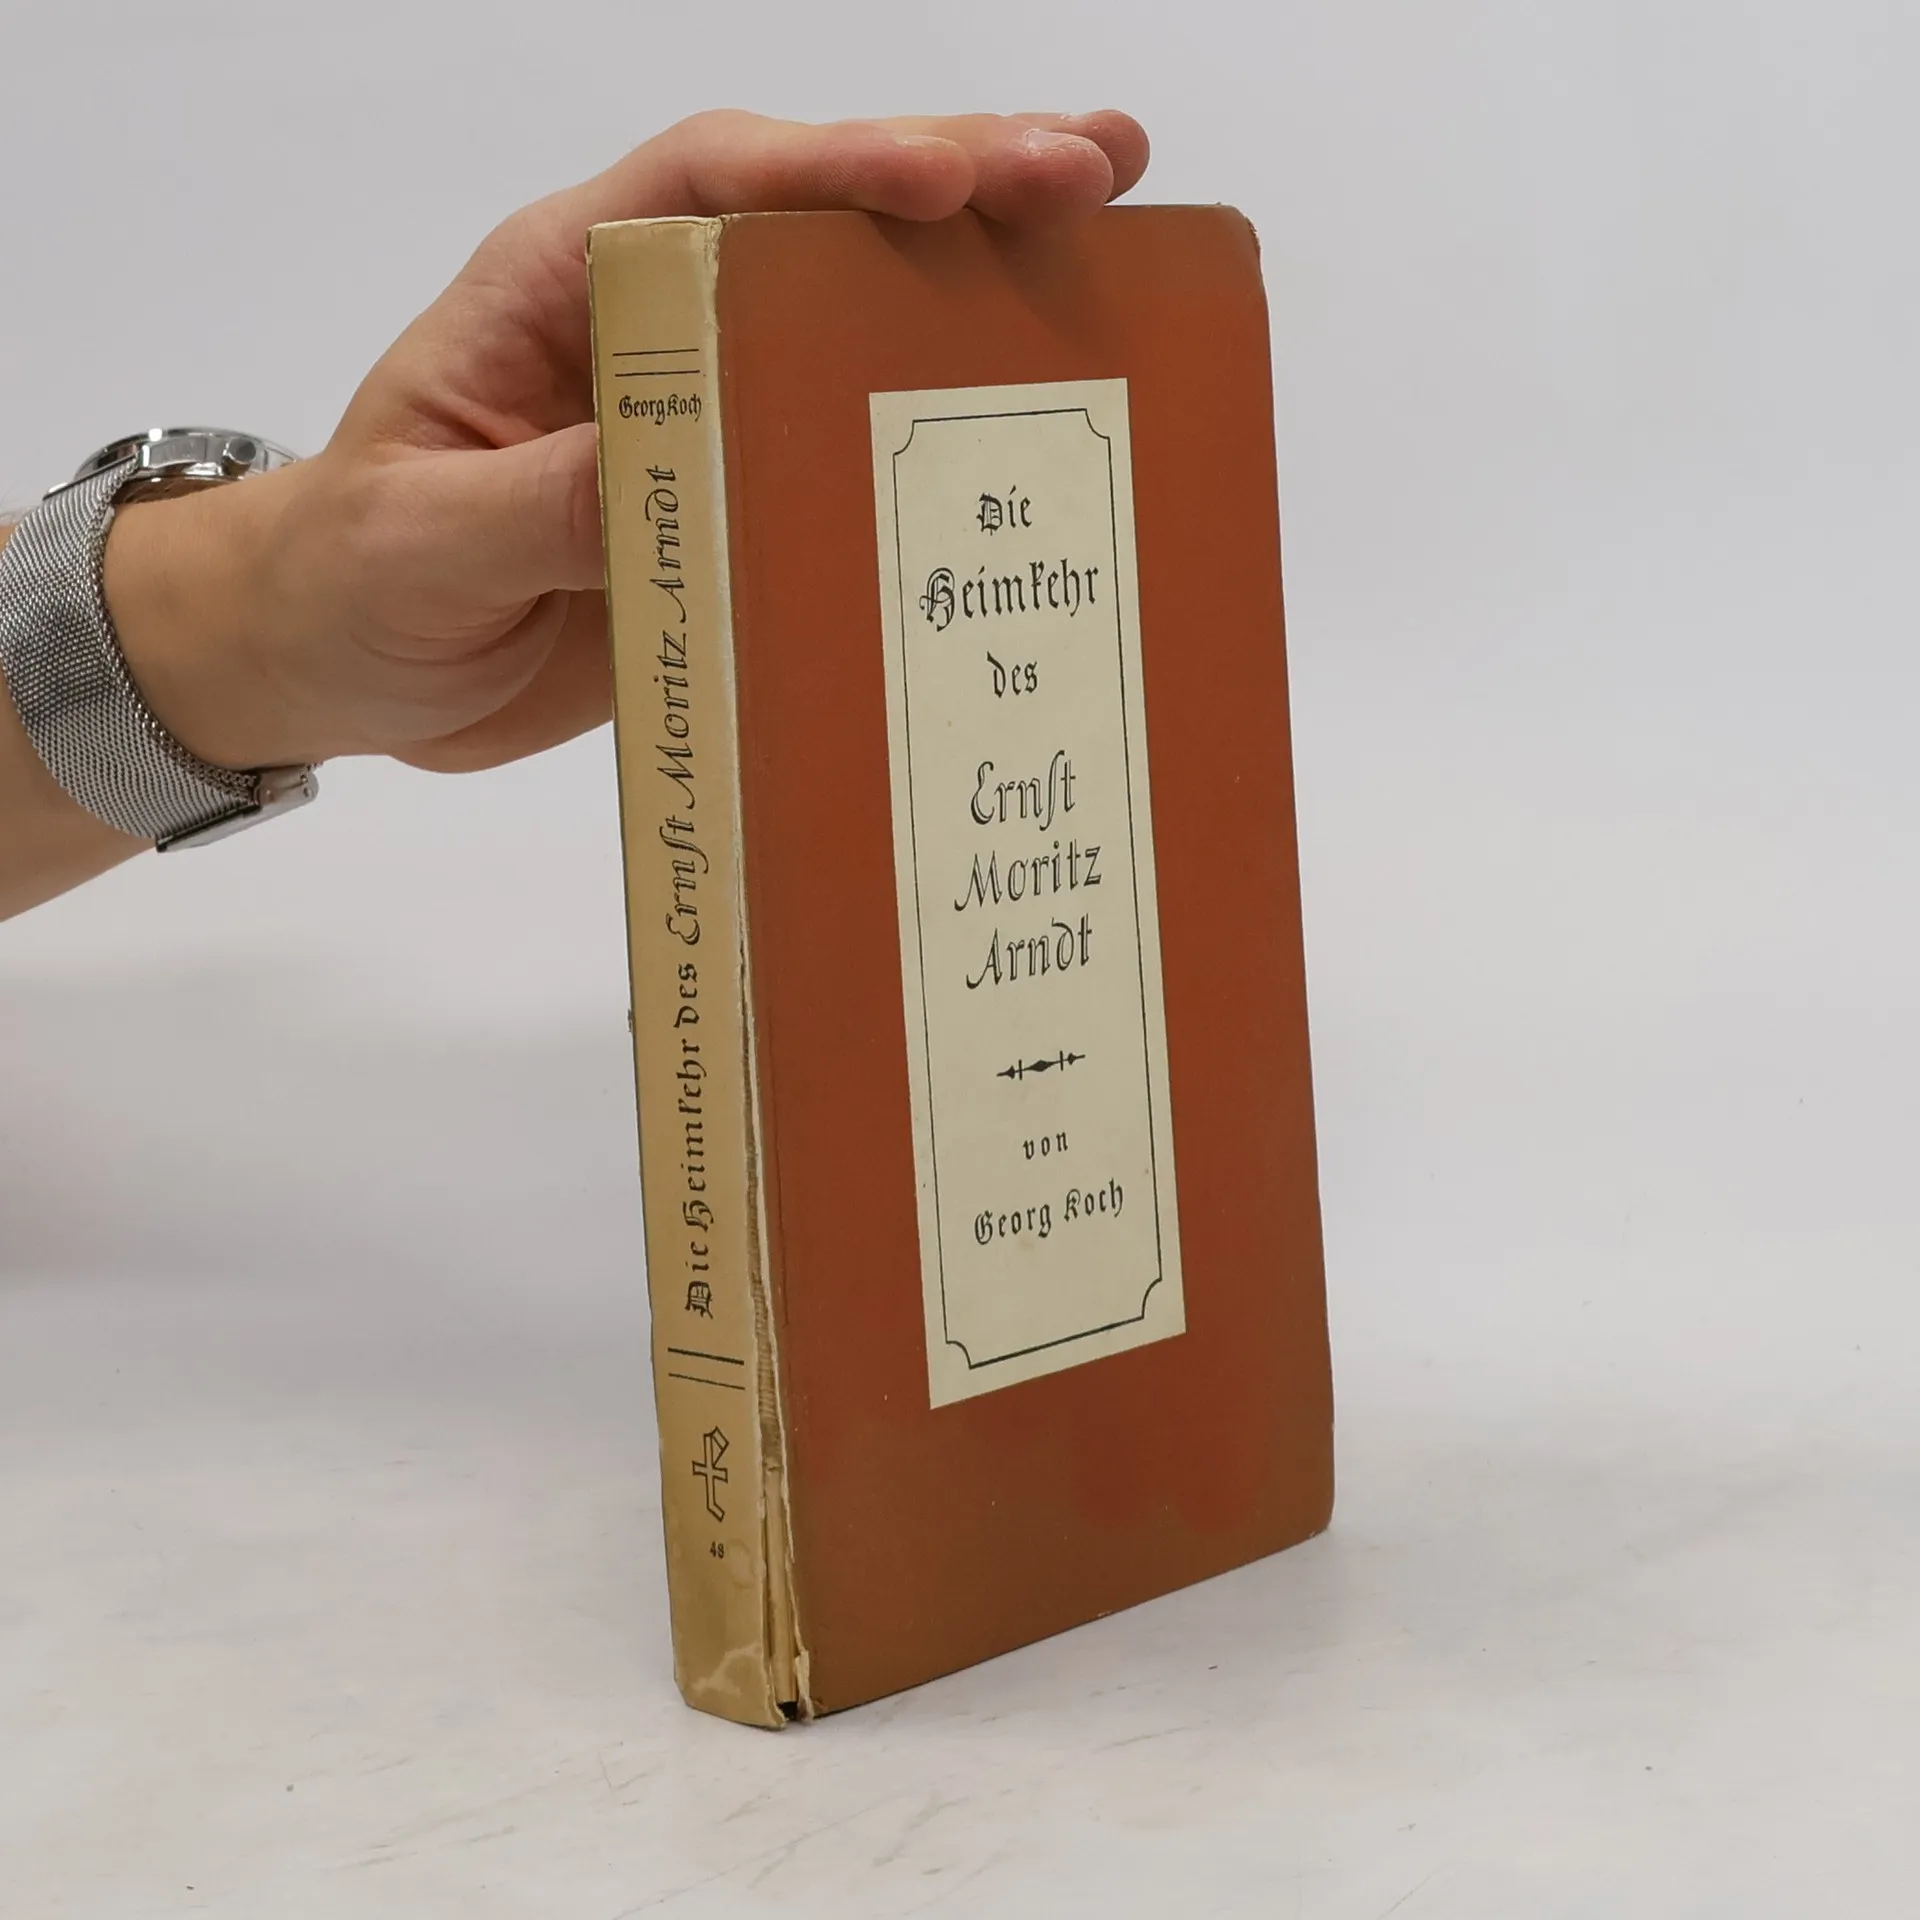 Georg Koch
Die Heimkehr des Ernſt Moritz Arndt
48
Die
Heimkehr
des
Ernſt
Moritz
Arndt
von
Georg Koch